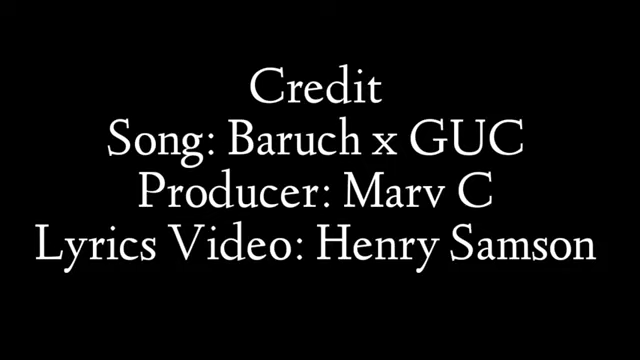 Credit
Song: Baruch x GUC
Producer: Marv C
Lyrics Video: Henry Samson